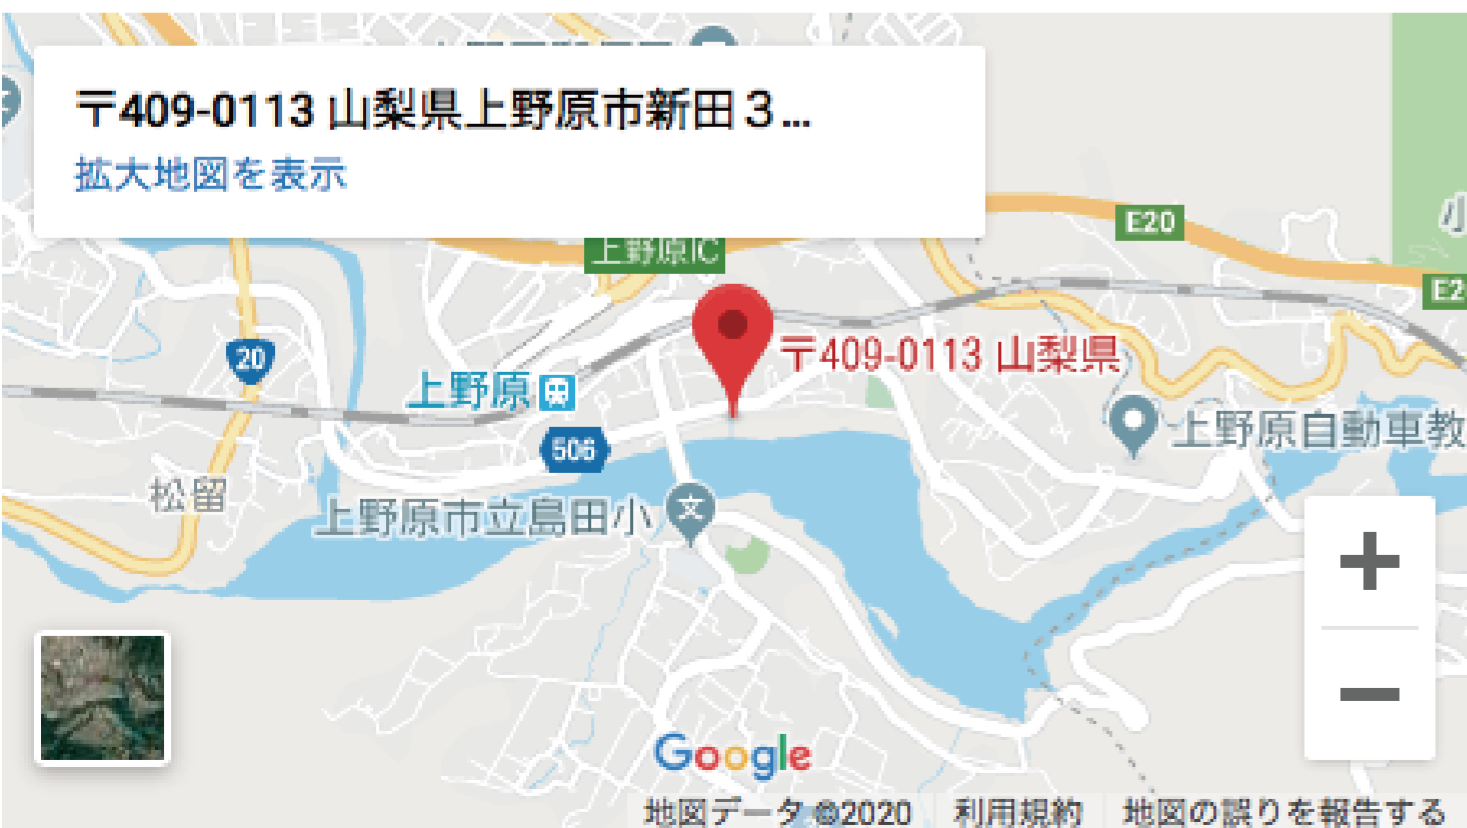 〒409-0113 山梨県上野原市新田３...
拡大地図を表示
小
E20
上野原IC
E2
20
〒409-0113 山梨県
上野原
上野原自動車教
506
松留
上野原市立島田小
文
Google
地図データ ©2020
利用規約
地図の誤りを報告する